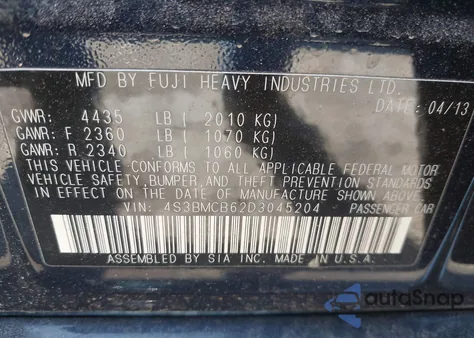 MFD BY FUJI HEAVY INDUSTRIES LTD.
DATE: 04/13
GVWR: 4435 LB ( 2010 KG)
GAWR: F 2360 LB ( 1070 KG)
GAWR: R 2340 LB ( 1060 KG)
THIS VEHICLE CONFORMS TO ALL APPLICABLE FEDERAL MOTOR
VEHICLE SAFETY, BUMPER, AND THEFT PREVENTION STANDARDS
IN EFFECT ON THE DATE OF MANUFACTURE SHOWN ABOVE.
VIN: 4S3BMCB62D3045204 PASSENGER CAR
ASSEMBLED BY SIA INC. MADE IN U.S.A.
autoSnap